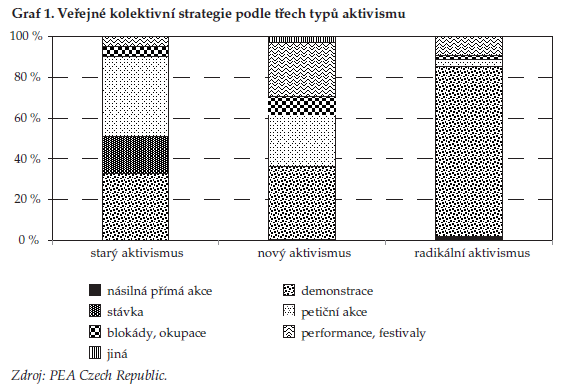 Graf 1. Veřejné kolektivní strategie podle třech typů aktivismu
100 %
80 %
60 %
40 %
20 %
0 %
starý aktivismus nový aktivismus radikální aktivismus
násilná přímá akce demonstrace
stávka petiční akce
blokády, okupace performance, festivaly
jiná
Zdroj: PEA Czech Republic.